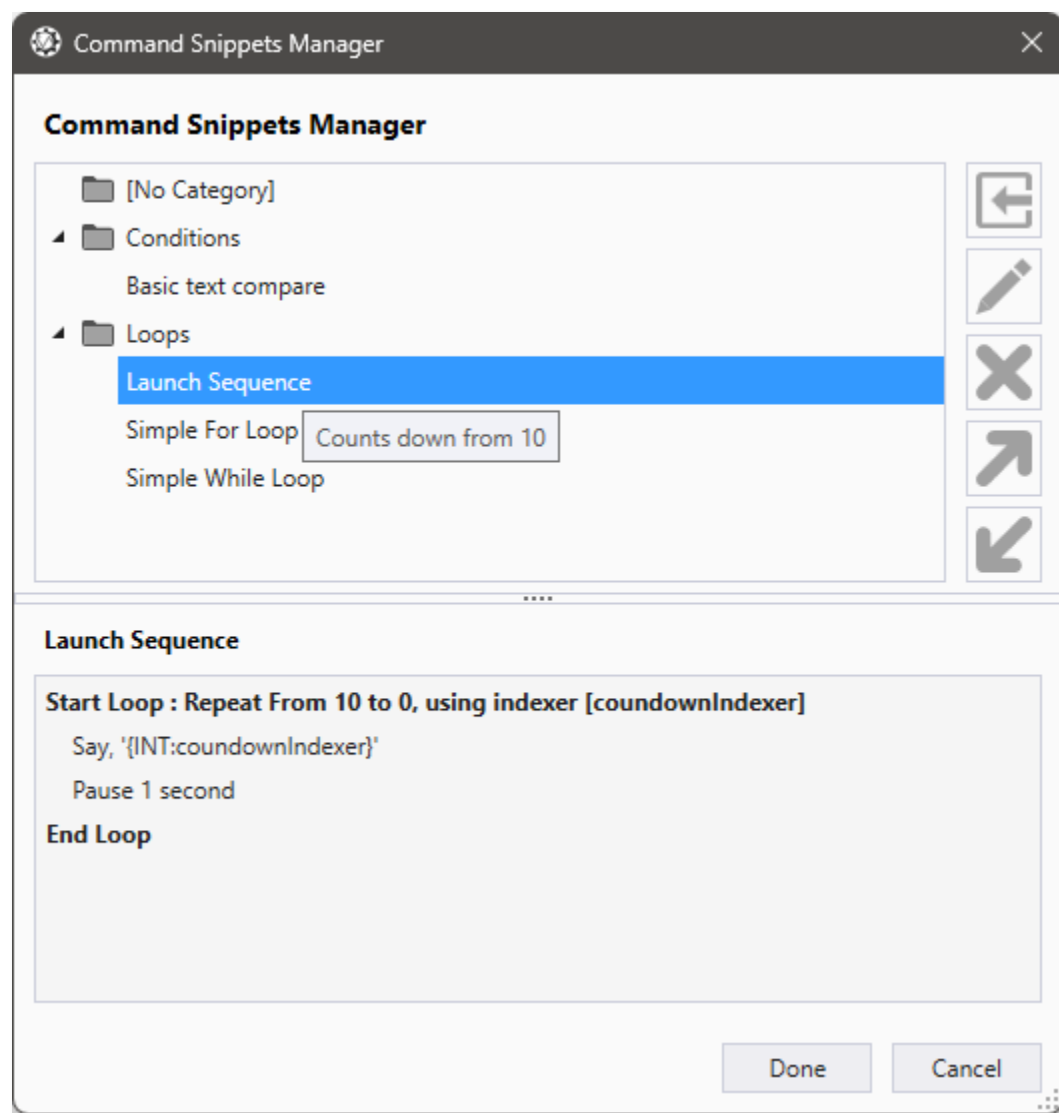 Command Snippets Manager
Command Snippets Manager
[No Category]
Conditions
Basic text compare
Loops
Launch Sequence
Simple For Loop
Counts down from 10
Simple While Loop
Launch Sequence
Start Loop : Repeat From 10 to 0, using indexer [coundownIndexer]
Say, '{INT:coundownIndexer}'
Pause 1 second
End Loop
Done
Cancel